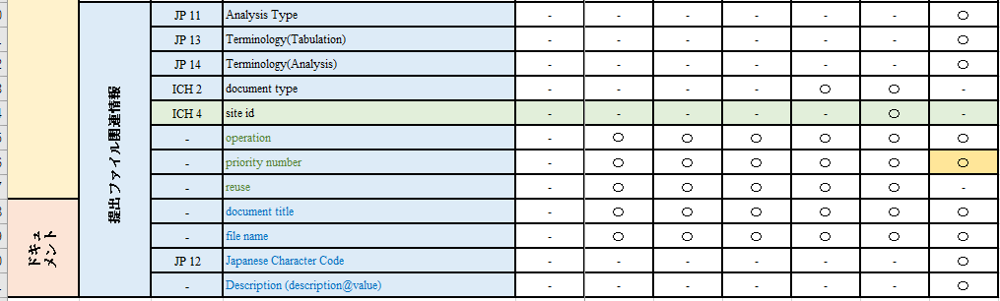 JP 11 Analysis Type - - - - - - ○
JP 13 Terminology(Tabulation) - - - - - - ○
JP 14 Terminology(Analysis) - - - - - - ○
ICH 2 document type - - - - ○ ○ -
ICH 4 site id - - - - - ○ -
- operation - ○ ○ ○ ○ ○ ○
- priority number - ○ ○ ○ ○ ○ ○
- reuse - ○ ○ ○ ○ ○ -
- document title - ○ ○ ○ ○ ○ ○
- file name - ○ ○ ○ ○ ○ ○
JP 12 Japanese Character Code - - - - - - ○
- Description (description@value) - - - - - - ○
提出ファイル関連情報
ドキュ
メント